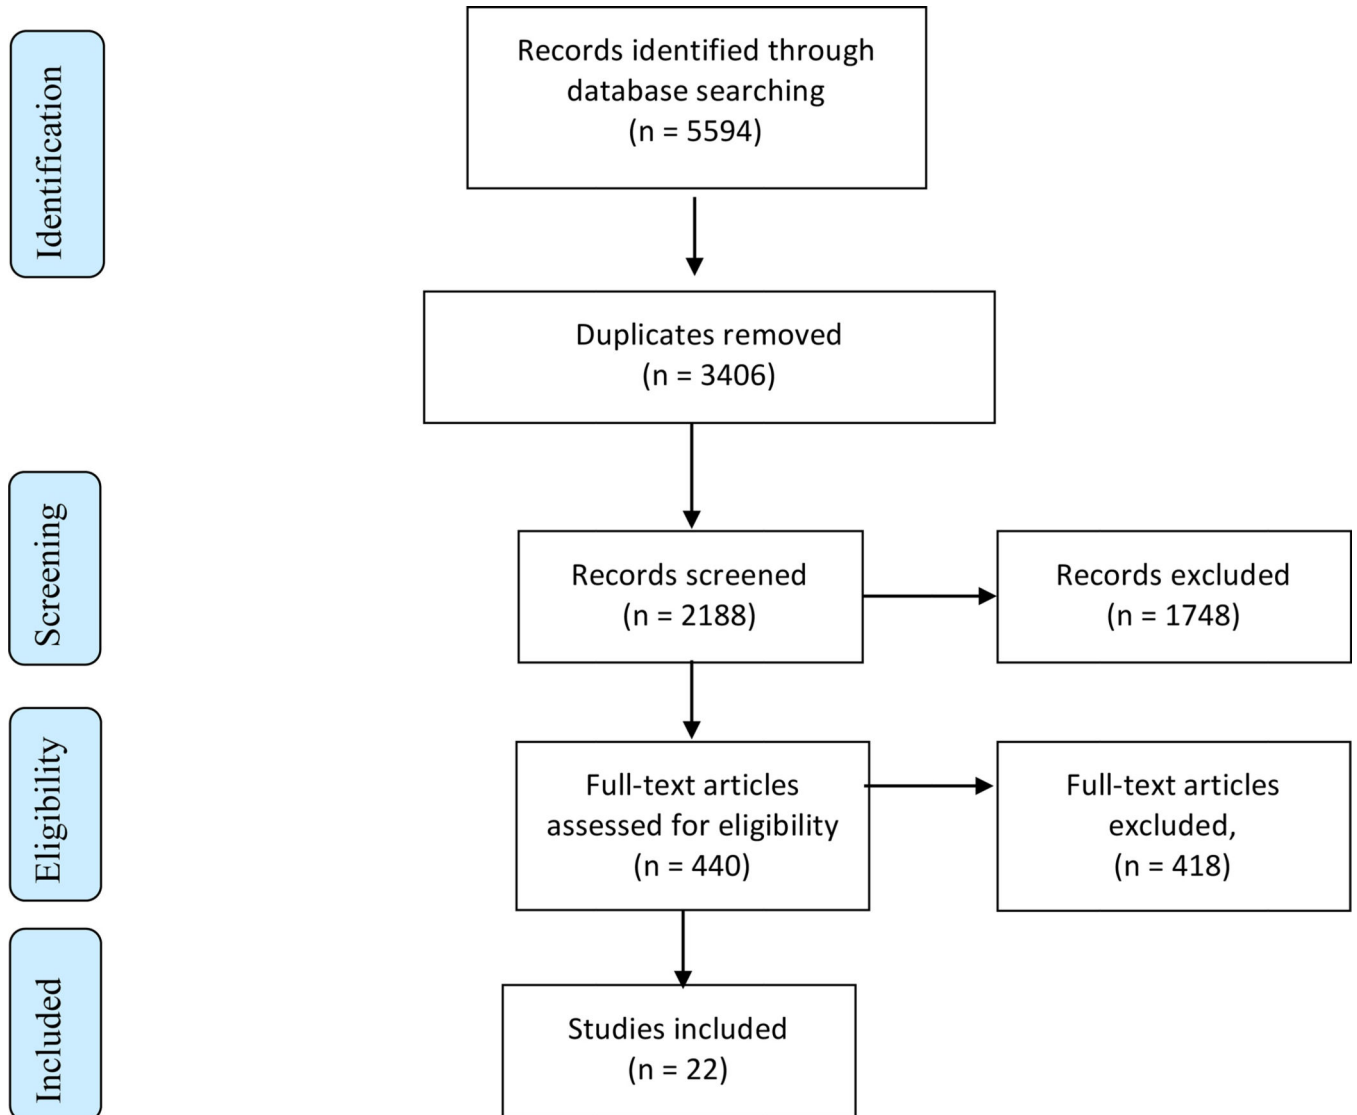 Identification
Records identified through
database searching
(n = 5594)
Duplicates removed
(n = 3406)
Screening
Records screened
(n = 2188)
Records excluded
(n = 1748)
Eligibility
Full-text articles
assessed for eligibility
(n = 440)
Full-text articles
excluded,
(n = 418)
Included
Studies included
(n = 22)